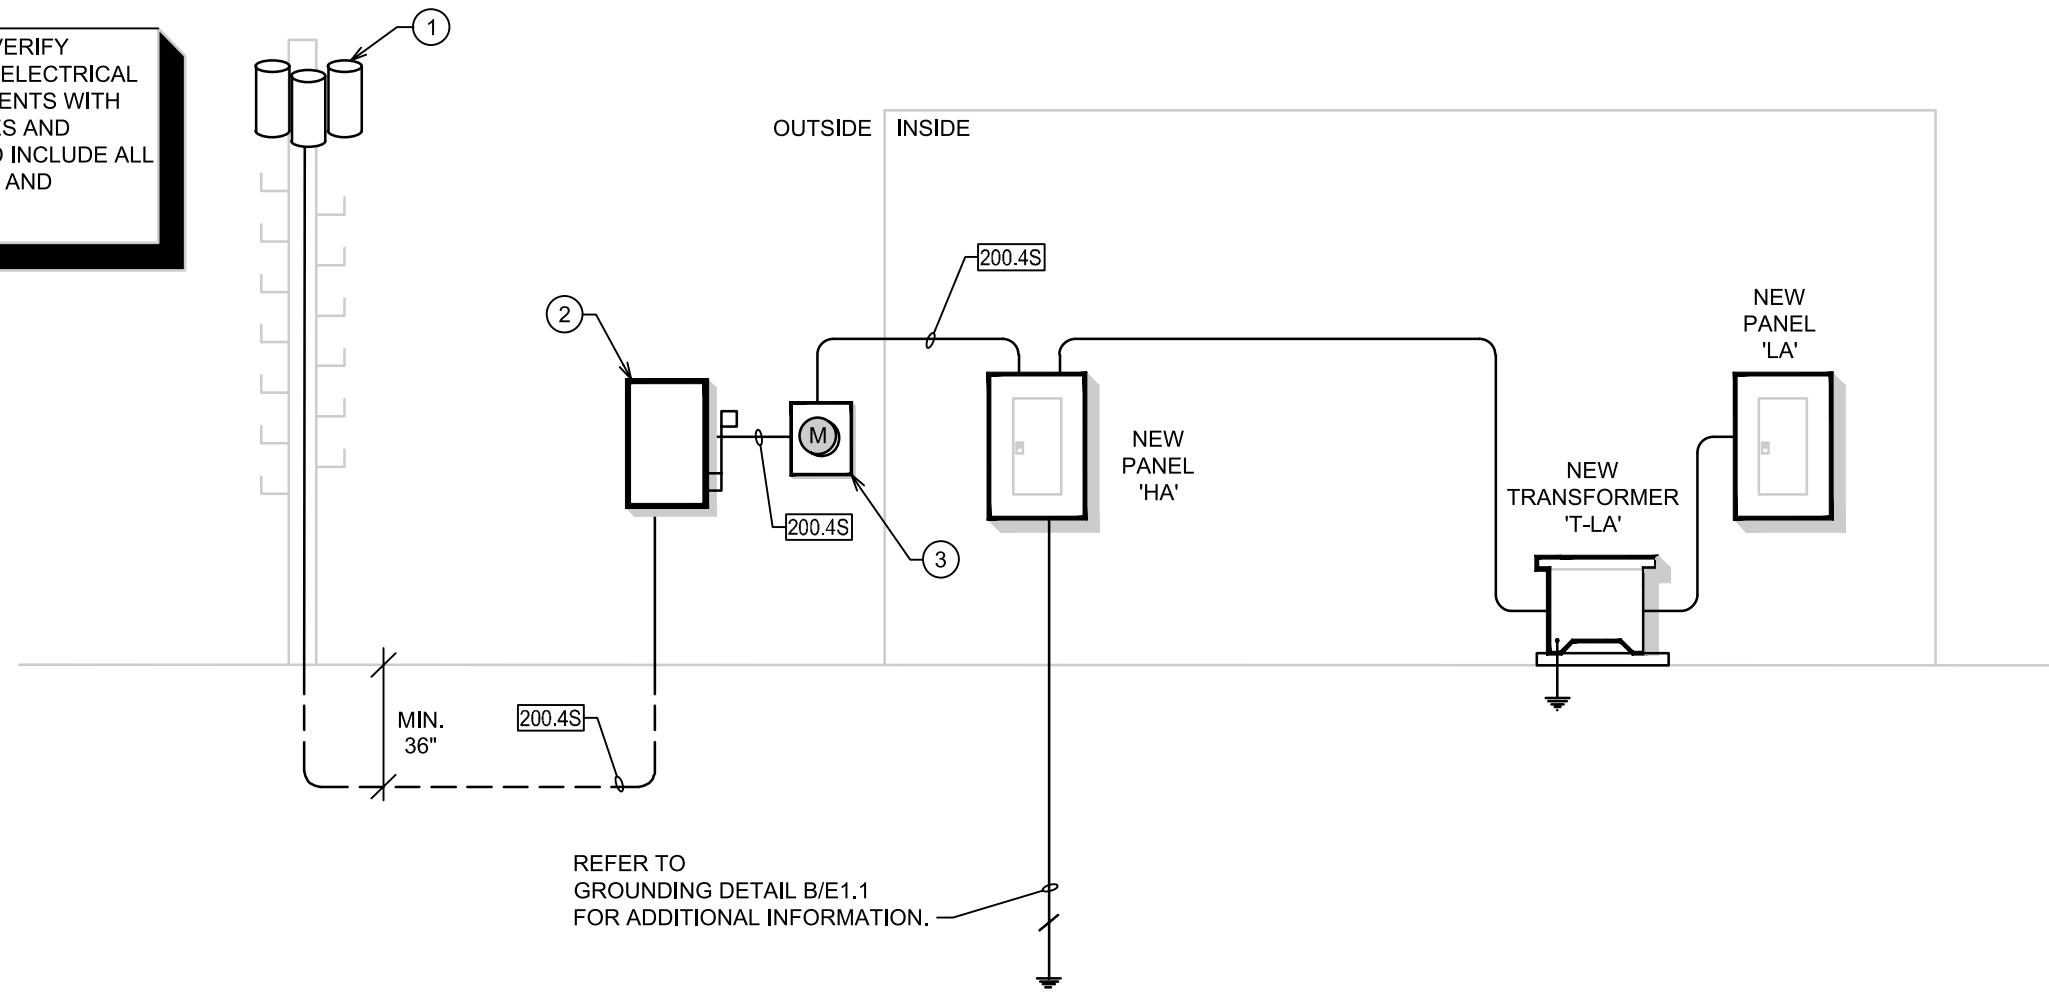 VERIFY
ELECTRICAL
ENTS WITH
ES AND
INCLUDE ALL
AND
1
OUTSIDE INSIDE
200.4S
2
NEW
PANEL
'LA'
M
NEW
PANEL
'HA'
NEW
TRANSFORMER
'T-LA'
200.4S
3
MIN.
36"
200.4S
REFER TO
GROUNDING DETAIL B/E1.1
FOR ADDITIONAL INFORMATION.